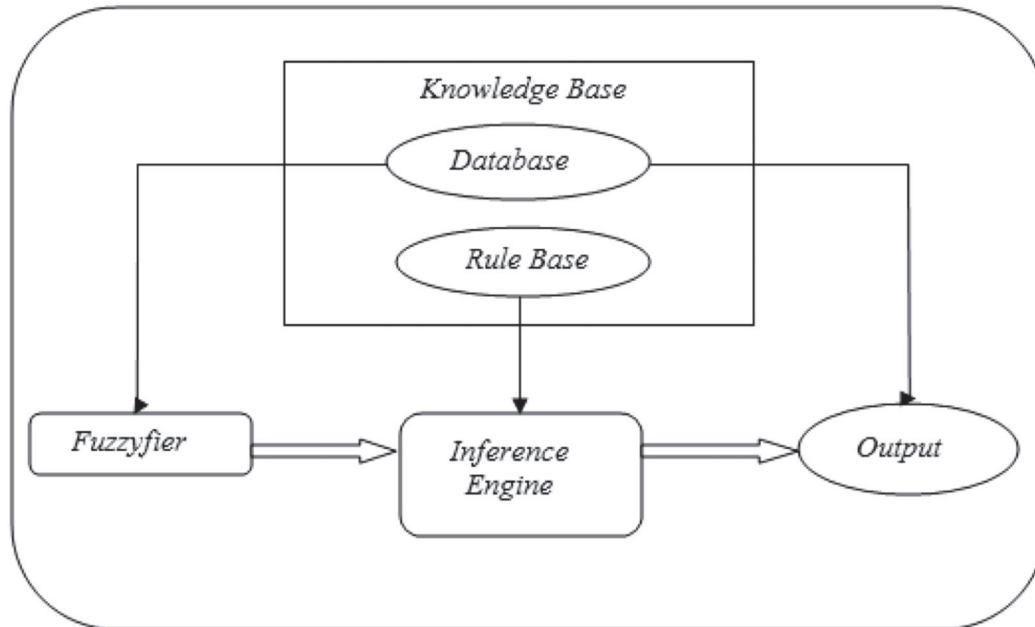 Knowledge Base
Database
Rule Base
Fuzzyfier
Inference
Engine
Output